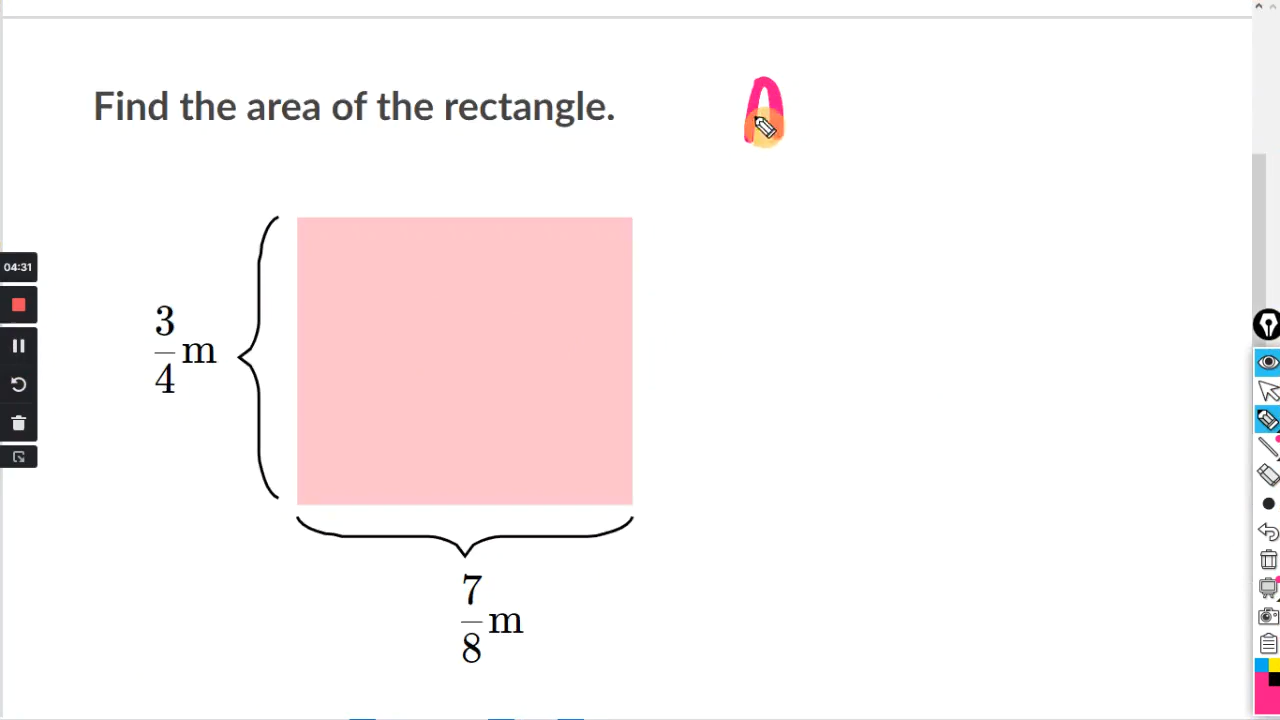 Find the area of the rectangle.
A
04:31
3/4 m
7/8 m